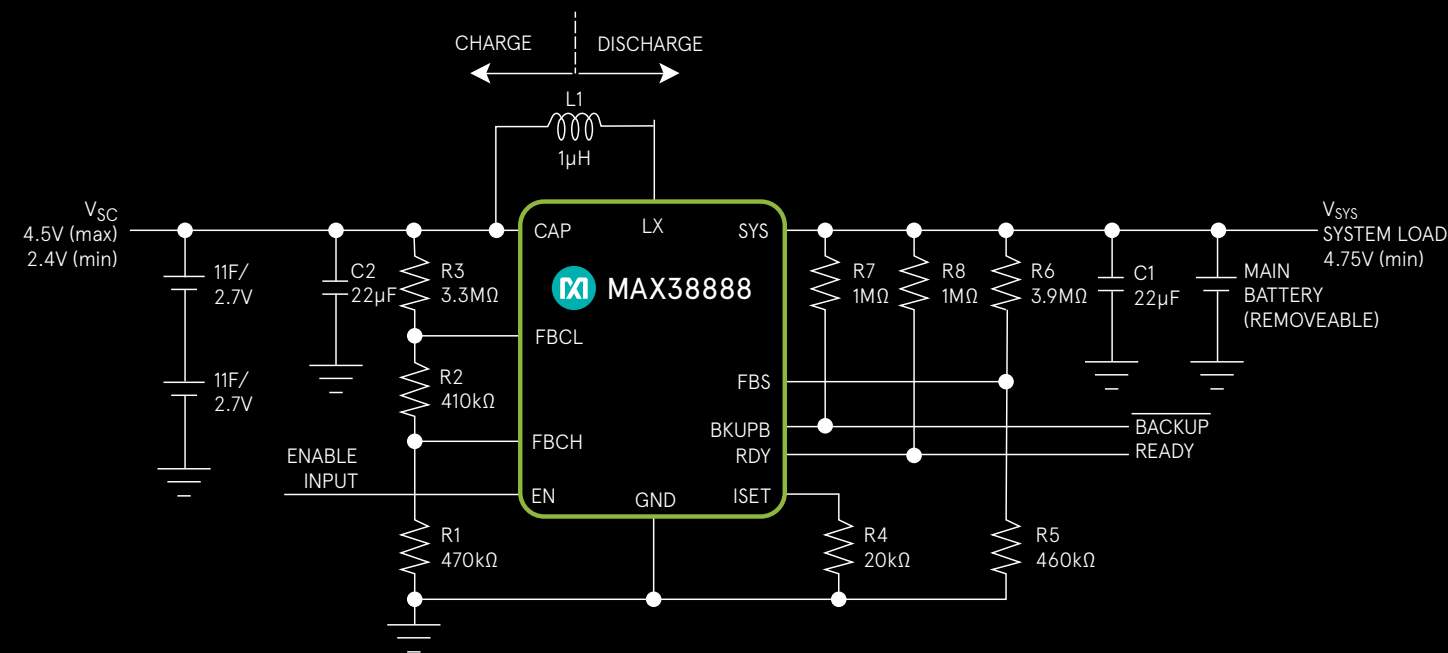 CHARGE
DISCHARGE
L1
1µH
VSC
4.5V (max)
2.4V (min)
11F/
2.7V
11F/
2.7V
C2
22µF
R3
3.3MΩ
R2
410kΩ
R1
470kΩ
ENABLE
INPUT
CAP
LX
SYS
MAX38888
FBCL
FBS
FBCH
BKUPB
RDY
EN
GND
ISET
R7
1MΩ
R8
1MΩ
R6
3.9MΩ
C1
22µF
MAIN
BATTERY
(REMOVEABLE)
VSYS
SYSTEM LOAD
4.75V (min)
BACKUP
READY
R4
20kΩ
R5
460kΩ